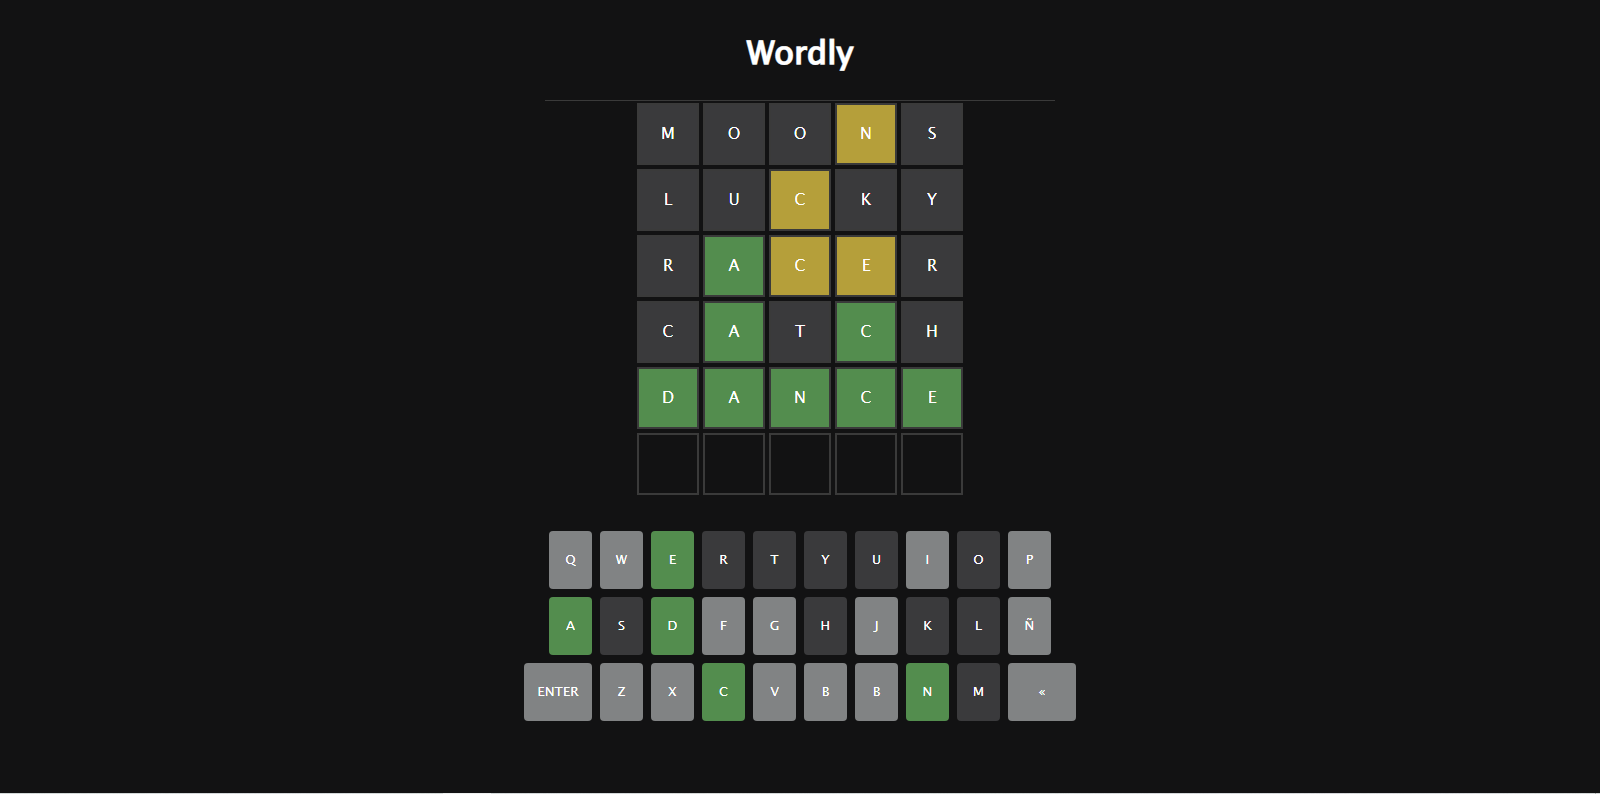 Wordly
M O O N S
L U C K Y
R A C E R
C A T C H
D A N C E
Q W E R T Y U I O P
A S D F G H J K L Ñ
ENTER Z X C V B B N M «